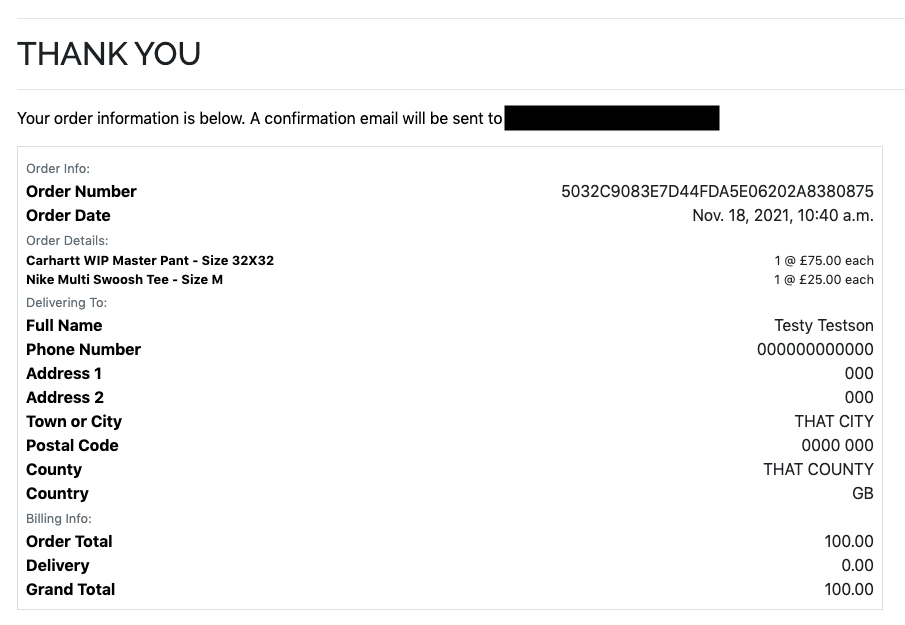 THANK YOU
Your order information is below. A confirmation email will be sent to
Order Info:
Order Number 5032C9083E7D44FDA5E06202A8380875
Order Date Nov. 18, 2021, 10:40 a.m.
Order Details:
Carhartt WIP Master Pant - Size 32X32 1 @ £75.00 each
Nike Multi Swoosh Tee - Size M 1 @ £25.00 each
Delivering To:
Full Name Testy Testson
Phone Number 000000000000
Address 1 000
Address 2 000
Town or City THAT CITY
Postal Code 0000 000
County THAT COUNTY
Country GB
Billing Info:
Order Total 100.00
Delivery 0.00
Grand Total 100.00